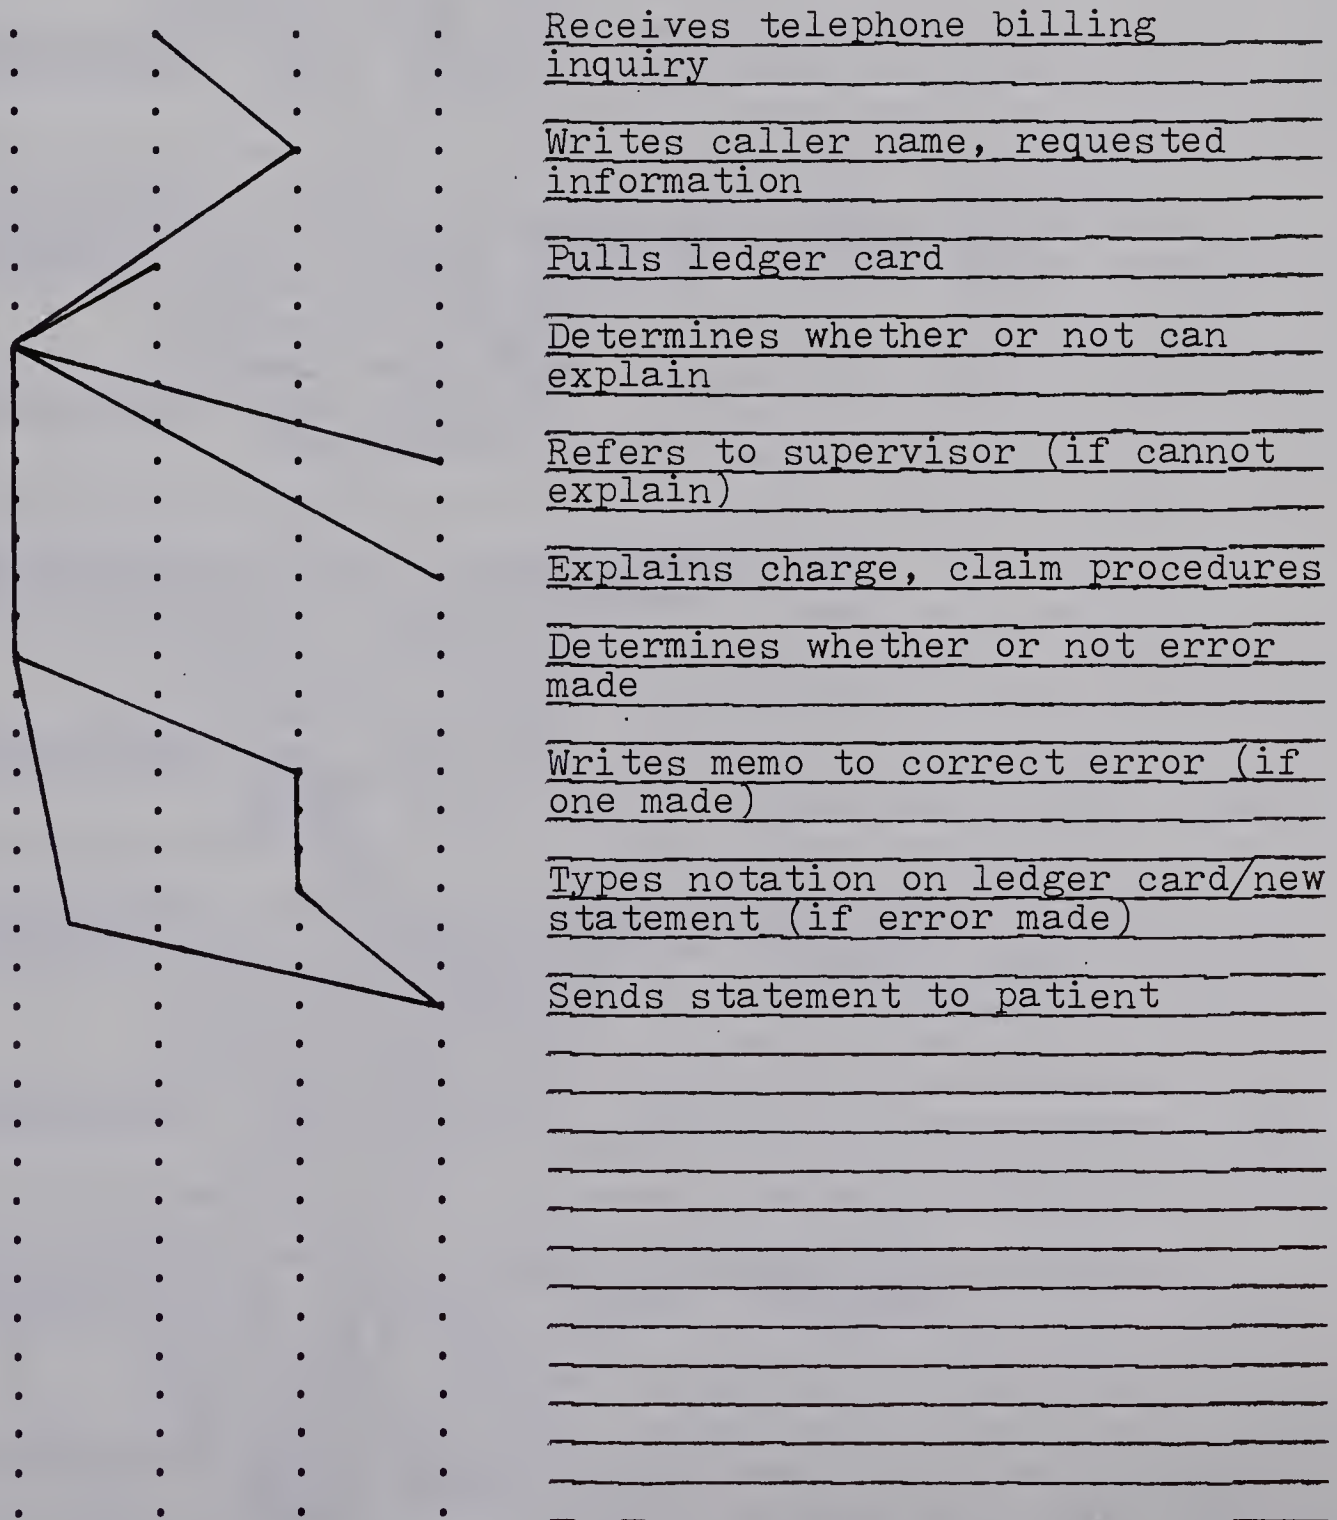 Receives telephone billing
inquiry
Writes caller name, requested
information
Pulls ledger card
Determines whether or not can
explain
Refers to supervisor (if cannot
explain)
Explains charge, claim procedures
Determines whether or not error
made
Writes memo to correct error (if
one made)
Types notation on ledger card/new
statement (if error made)
Sends statement to patient